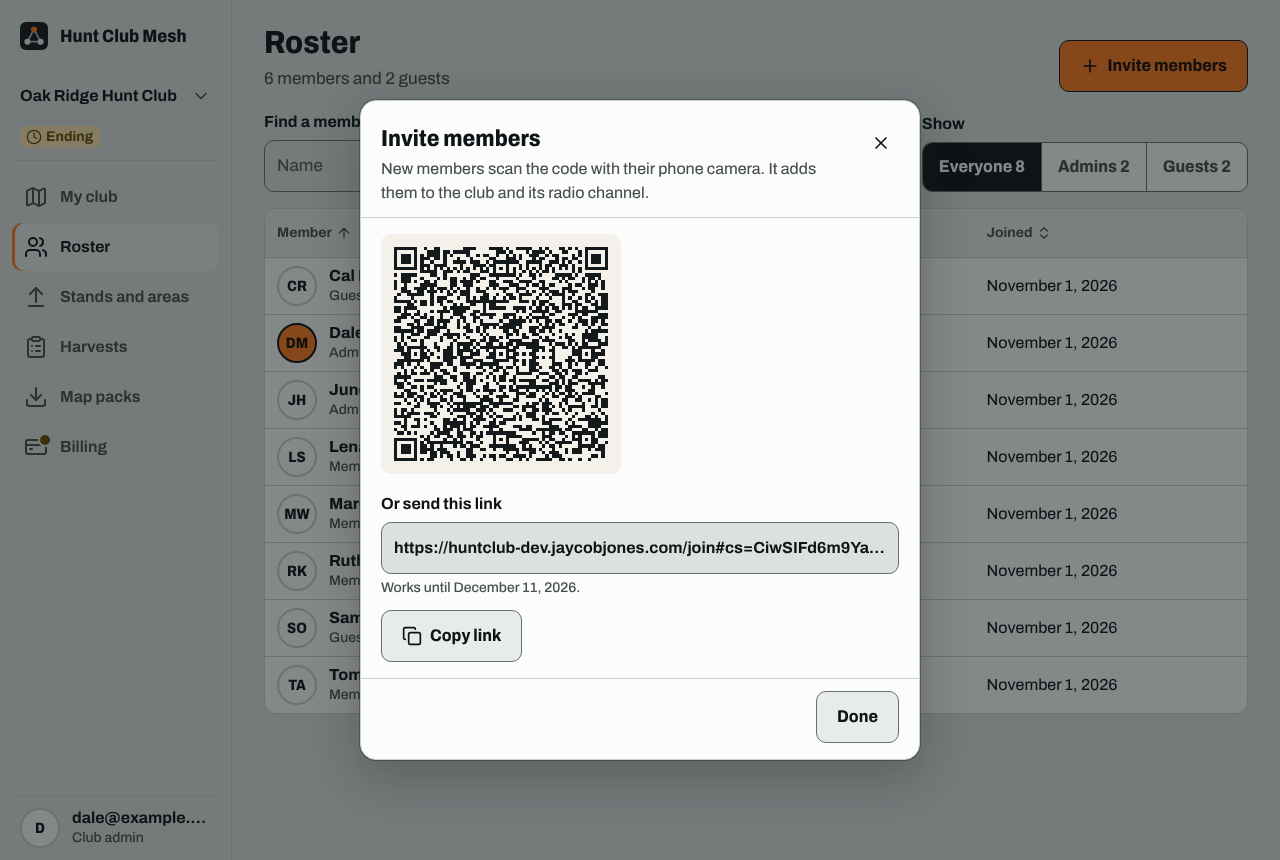 Hunt Club Mesh
Oak Ridge Hunt Club
Ending
My club
Roster
Stands and areas
Harvests
Map packs
Billing
dale@example....
D
Club admin
Roster
6 members and 2 guests
Invite members
Find a memb
Name
Show
Everyone 8
Admins 2
Guests 2
Member
Joined
CR
Cal
Gues
November 1, 2026
DM
Dale
Adm
November 1, 2026
JH
June
Adm
November 1, 2026
LS
Lena
Mem
November 1, 2026
MW
Mar
Mem
November 1, 2026
RK
Ruth
Mem
November 1, 2026
SO
Sam
Gues
November 1, 2026
TA
Tom
Mem
November 1, 2026
Invite members
New members scan the code with their phone camera. It adds
them to the club and its radio channel.
Or send this link
https://huntclub-dev.jaycobjones.com/join#cs=CiwSIFd6m9Ya...
Works until December 11, 2026.
Copy link
Done